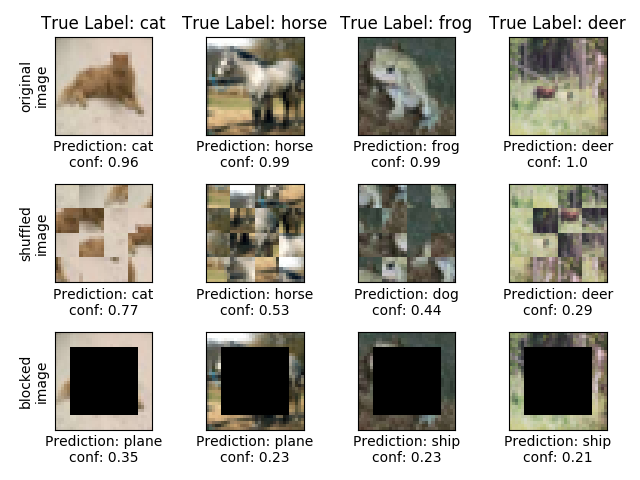 True Label: cat True Label: horse True Label: frog True Label: deer
original
image
Prediction: cat Prediction: horse Prediction: frog Prediction: deer
conf: 0.96 conf: 0.99 conf: 0.99 conf: 1.0
shuffled
image
Prediction: cat Prediction: horse Prediction: dog Prediction: deer
conf: 0.77 conf: 0.53 conf: 0.44 conf: 0.29
blocked
image
Prediction: plane Prediction: plane Prediction: ship Prediction: ship
conf: 0.35 conf: 0.23 conf: 0.23 conf: 0.21